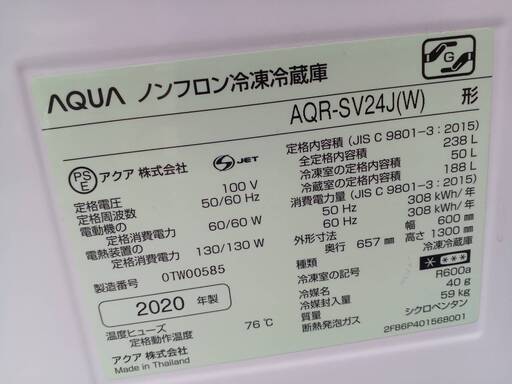 AQUA ノンフロン冷凍冷蔵庫
G
AQR-SV24J(W) 形
PS
E
アクア 株式会社
S JET
定格電圧 100 V
定格周波数 50/60 Hz
電動機の
定格消費電力 60/60 W
電熱装置の
定格消費電力 130/130 W
製造番号 0TW00585
2020 年製
温度ヒューズ
定格動作温度 76℃
アクア 株式会社
Made in Thailand
定格内容積 (JIS C 9801-3 : 2015)
全定格内容積 238 L
冷凍室の定格内容積 50 L
冷蔵室の定格内容積 188 L
消費電力量 (JIS C 9801-3 : 2015)
50 Hz 308 kWh/年
60 Hz 308 kWh/年
幅 600 mm
外形寸法 : 奥行 657 mm 高さ 1300 mm
種類 冷凍冷蔵庫
冷凍室の記号 * ***
冷媒名 R600a
冷媒封入量 40 g
質量 59 kg
断熱発泡ガス シクロペンタン
2FB6P401568001